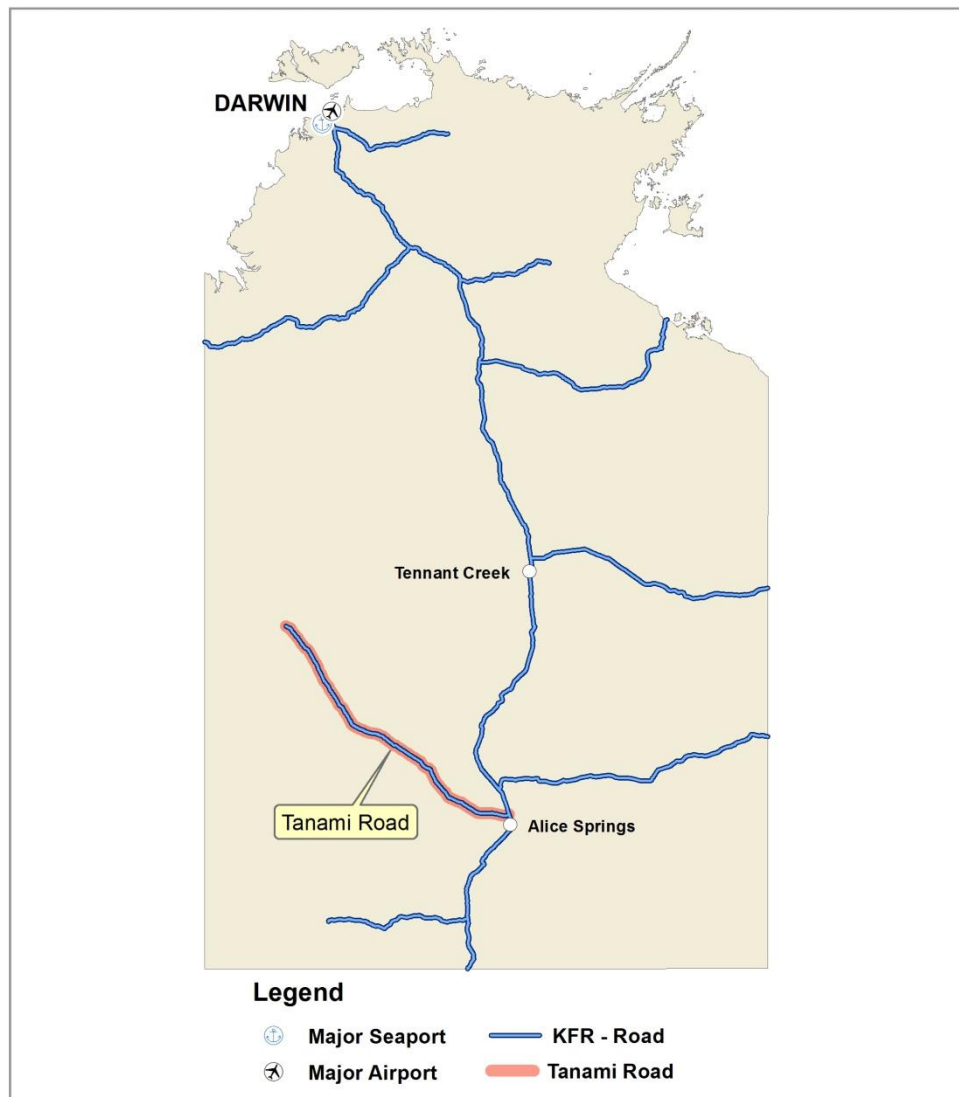 DARWIN
Tennant Creek
Tanami Road
Alice Springs
Legend
Major Seaport
KFR - Road
Major Airport
Tanami Road